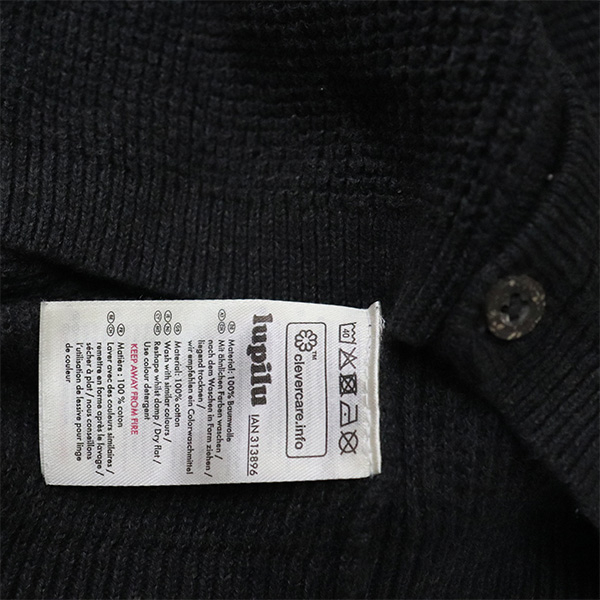 40
™
clevercare.info
lupilu IAN 313896
Material: 100% Baumwolle
Mit ähnlichen Farben waschen /
nach dem Waschen in Form ziehen /
liegend trocknen /
wir empfehlen ein Colorwaschmittel
Material: 100% cotton
Wash with similar colours /
Reshape whilst damp / Dry flat /
Use colour detergent
KEEP AWAY FROM FIRE
Matière : 100 % coton
Laver avec des couleurs similaires /
remettre en forme après le lavage /
sécher à plat / nous conseillons
l'utilisation de lessive pour linge
de couleur